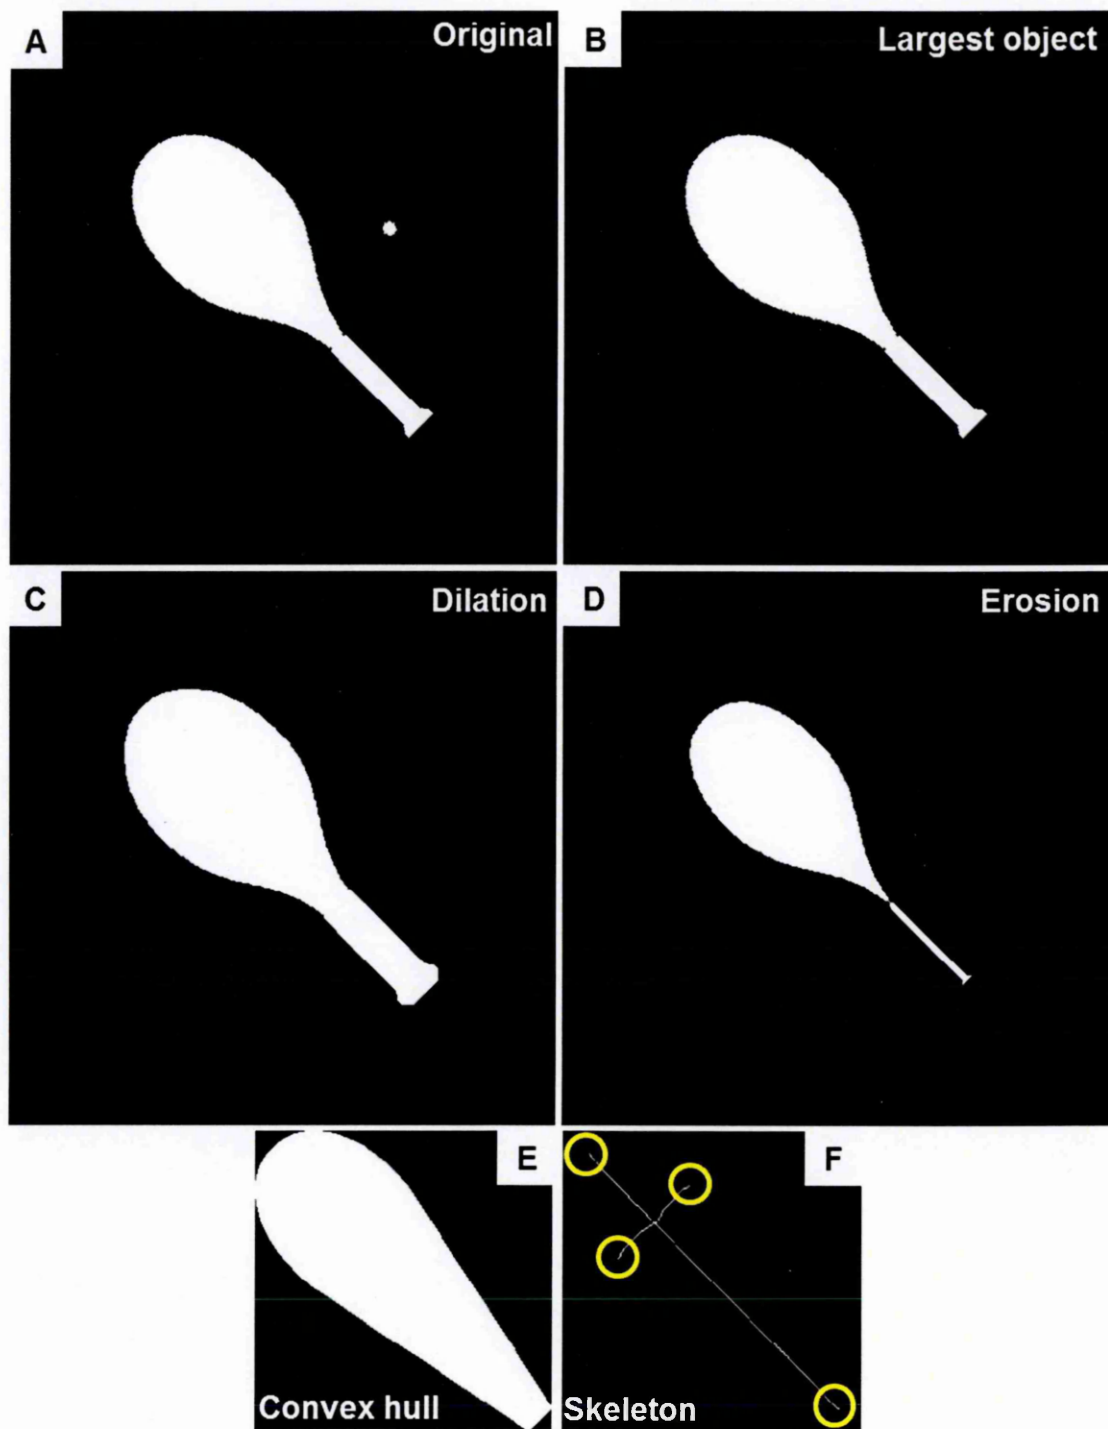 A
Original
B
Largest object
C
Dilation
D
Erosion
E
Convex hull
F
Skeleton